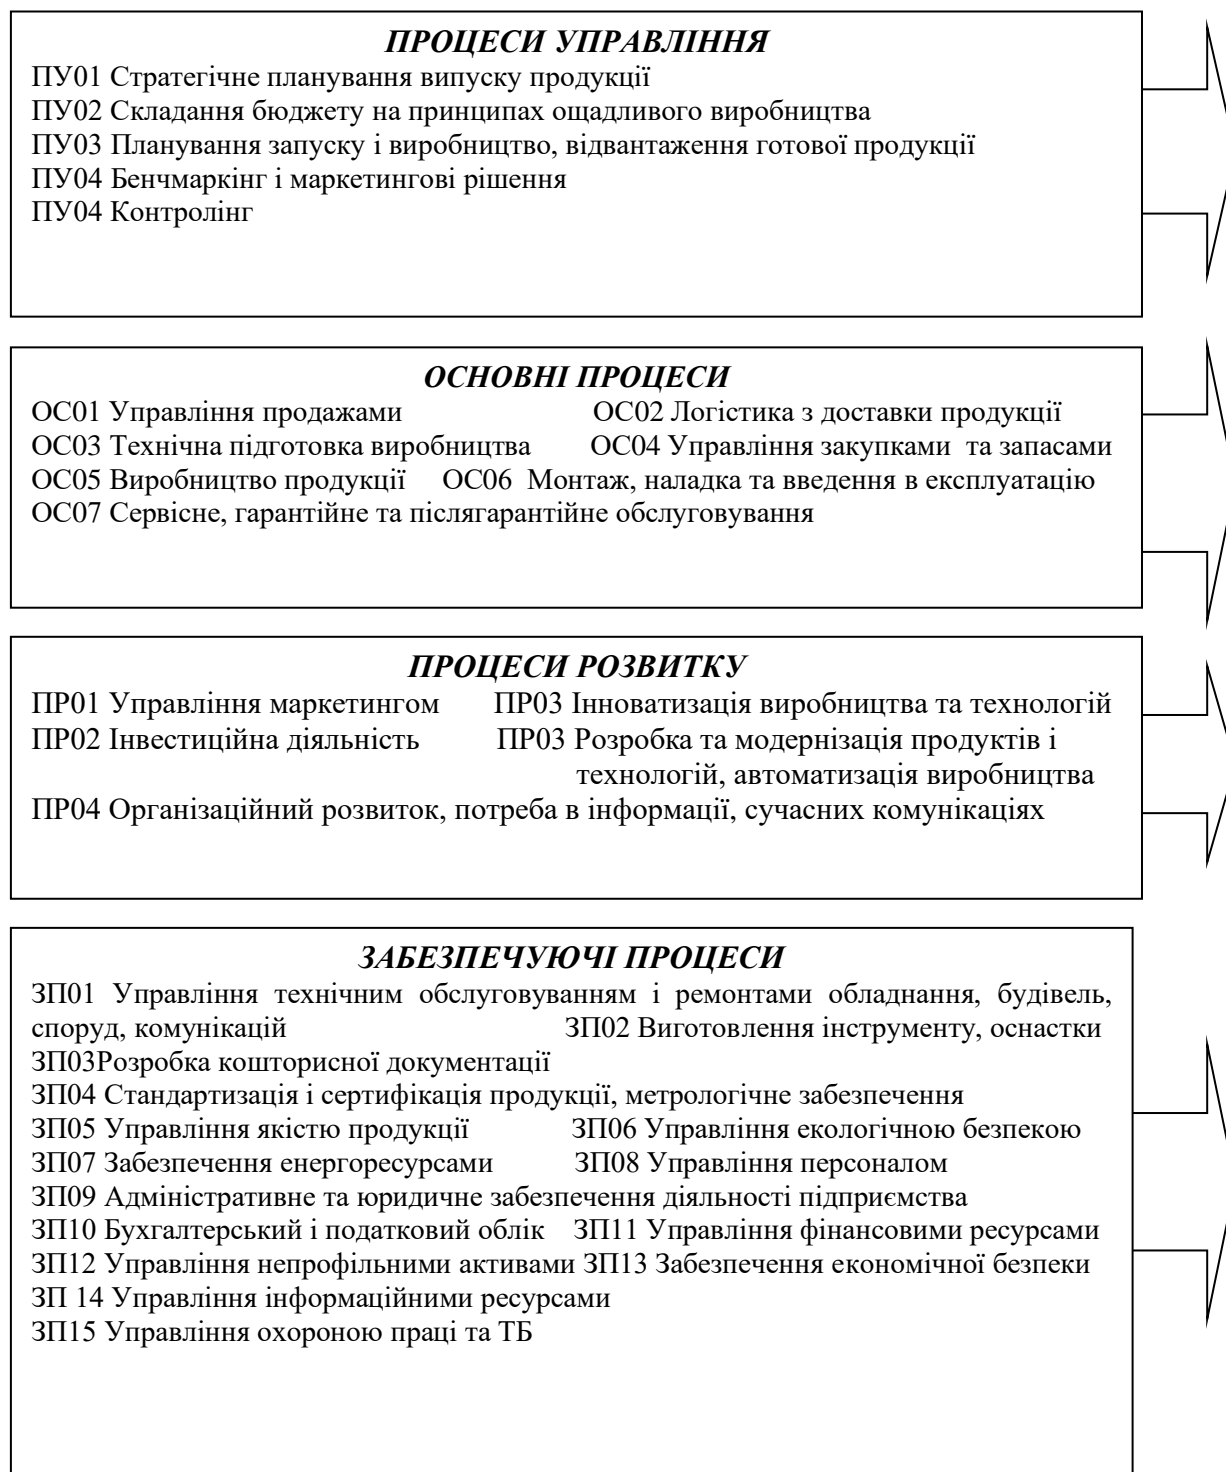 ПРОЦЕСИ УПРАВЛІННЯ
ПУ01 Стратегічне планування випуску продукції
ПУ02 Складання бюджету на принципах ощадливого виробництва
ПУ03 Планування запуску і виробництво, відвантаження готової продукції
ПУ04 Бенчмаркінг і маркетингові рішення
ПУ04 Контролінг
ОСНОВНІ ПРОЦЕСИ
ОС01 Управління продажами ОС02 Логістика з доставки продукції
ОС03 Технічна підготовка виробництва ОС04 Управління закупками та запасами
ОС05 Виробництво продукції ОС06 Монтаж, наладка та введення в експлуатацію
ОС07 Сервісне, гарантійне та післягарантійне обслуговування
ПРОЦЕСИ РОЗВИТКУ
ПР01 Управління маркетингом ПР03 Інноватизація виробництва та технологій
ПР02 Інвестиційна діяльність ПР03 Розробка та модернізація продуктів і
технологій, автоматизація виробництва
ПР04 Організаційний розвиток, потреба в інформації, сучасних комунікаціях
ЗАБЕЗПЕЧУЮЧІ ПРОЦЕСИ
ЗП01 Управління технічним обслуговуванням і ремонтами обладнання, будівель,
споруд, комунікацій ЗП02 Виготовлення інструменту, оснастки
ЗП03Розробка кошторисної документації
ЗП04 Стандартизація і сертифікація продукції, метрологічне забезпечення
ЗП05 Управління якістю продукції ЗП06 Управління екологічною безпекою
ЗП07 Забезпечення енергоресурсами ЗП08 Управління персоналом
ЗП09 Адміністративне та юридичне забезпечення діяльності підприємства
ЗП10 Бухгалтерський і податковий облік ЗП11 Управління фінансовими ресурсами
ЗП12 Управління непрофільними активами ЗП13 Забезпечення економічної безпеки
ЗП 14 Управління інформаційними ресурсами
ЗП15 Управління охороною праці та ТБ